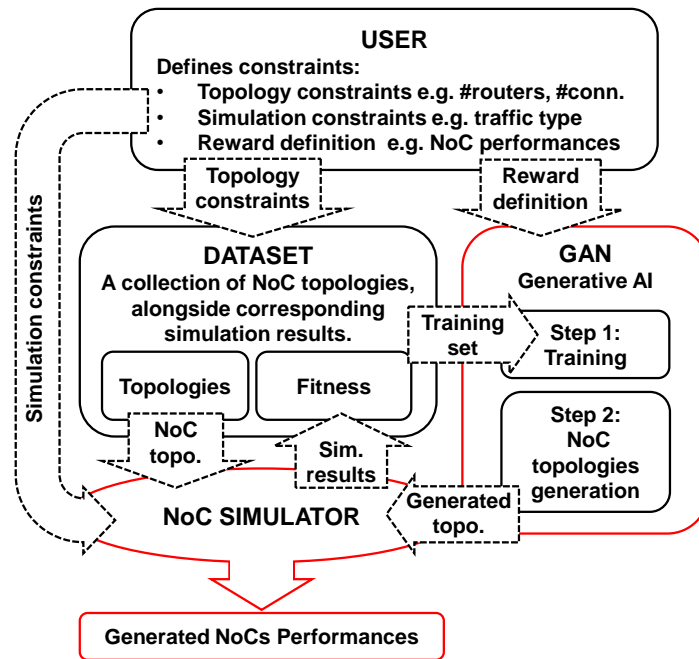 USER
Defines constraints:
• Topology constraints e.g. #routers, #conn.
• Simulation constraints e.g. traffic type
• Reward definition e.g. NoC performances
Simulation constraints
Topology
constraints
Reward
definition
DATASET
A collection of NoC topologies,
alongside corresponding
simulation results.
Topologies
Fitness
Training
set
GAN
Generative AI
Step 1:
Training
Step 2:
NoC
topologies
generation
NoC
topo.
Sim.
results
Generated
topo.
NoC SIMULATOR
Generated NoCs Performances